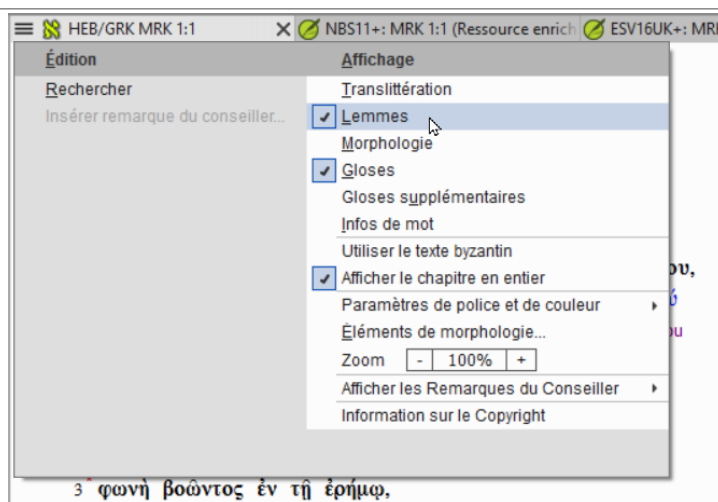 HEB/GRK MRK 1:1
NBS11+: MRK 1:1 (Ressource enrich
ESV16UK+: MRK
Édition
Rechercher
Insérer remarque du conseiller...
Affichage
Translittération
Lemmes
Morphologie
Gloses
Gloses supplémentaires
Infos de mot
Utiliser le texte byzantin
Afficher le chapitre en entier
Paramètres de police et de couleur
Éléments de morphologie...
Zoom - 100% +
Afficher les Remarques du Conseiller
Information sur le Copyright
ου,
ύ
ου
3 φωνὴ βοῶντος ἐν τῇ ἐρήμῳ,